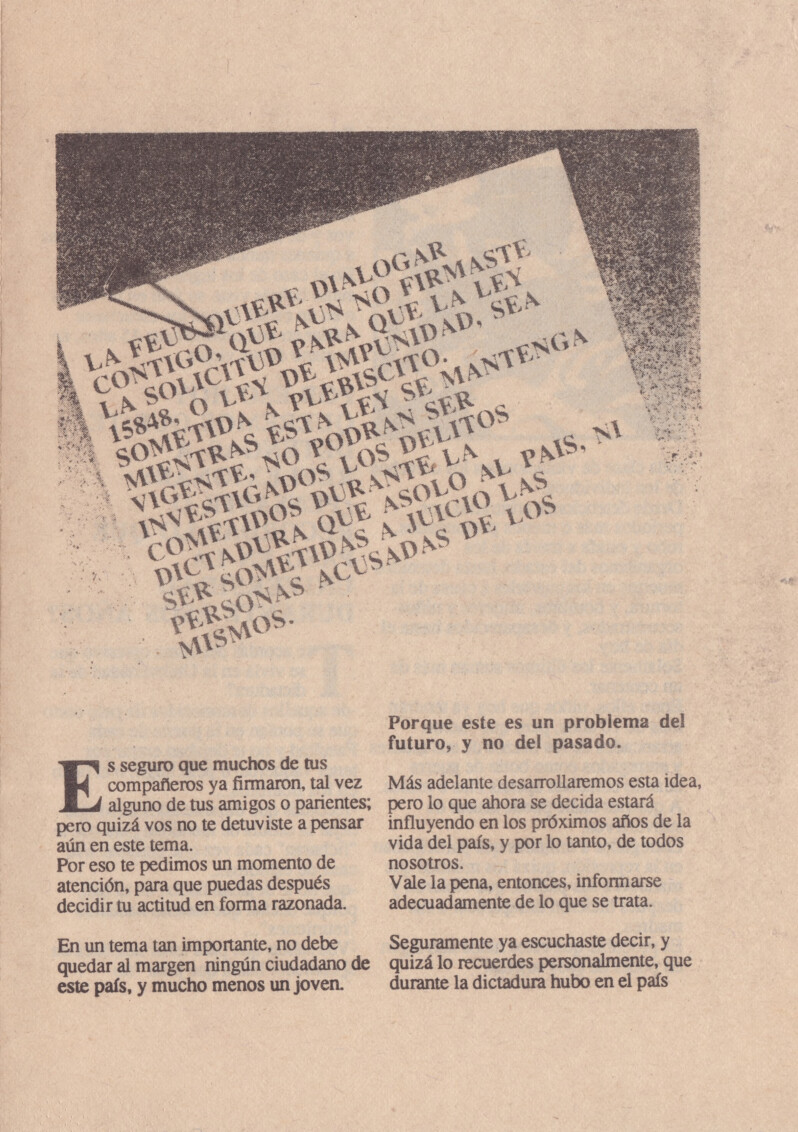 LA FEUU QUIERE DIALOGAR
CONTIGO, QUE AUN NO FIRMASTE
LA SOLICITUD PARA QUE LA LEY
15848, O LEY DE IMPUNIDAD, SEA
SOMETIDA A PLEBISCITO.
MIENTRAS ESTA LEY SE MANTENGA
VIGENTE, NO PODRAN SER
INVESTIGADOS LOS DELITOS
COMETIDOS DURANTE LA
DICTADURA QUE ASOLO AL PAIS, NI
SER SOMETIDAS A JUICIO LAS
PERSONAS ACUSADAS DE LOS
MISMOS.
Es seguro que muchos de tus
compañeros ya firmaron, tal vez
alguno de tus amigos o parientes;
pero quizá vos no te detuviste a pensar
aún en este tema.
Por eso te pedimos un momento de
atención, para que puedas después
decidir tu actitud en forma razonada.
En un tema tan importante, no debe
quedar al margen ningún ciudadano de
este país, y mucho menos un joven.
Porque este es un problema del
futuro, y no del pasado.
Más adelante desarrollaremos esta idea,
pero lo que ahora se decida estará
influyendo en los próximos años de la
vida del país, y por lo tanto, de todos
nosotros.
Vale la pena, entonces, informarse
adecuadamente de lo que se trata.
Seguramente ya escuchaste decir, y
quizá lo recuerdes personalmente, que
durante la dictadura hubo en el país